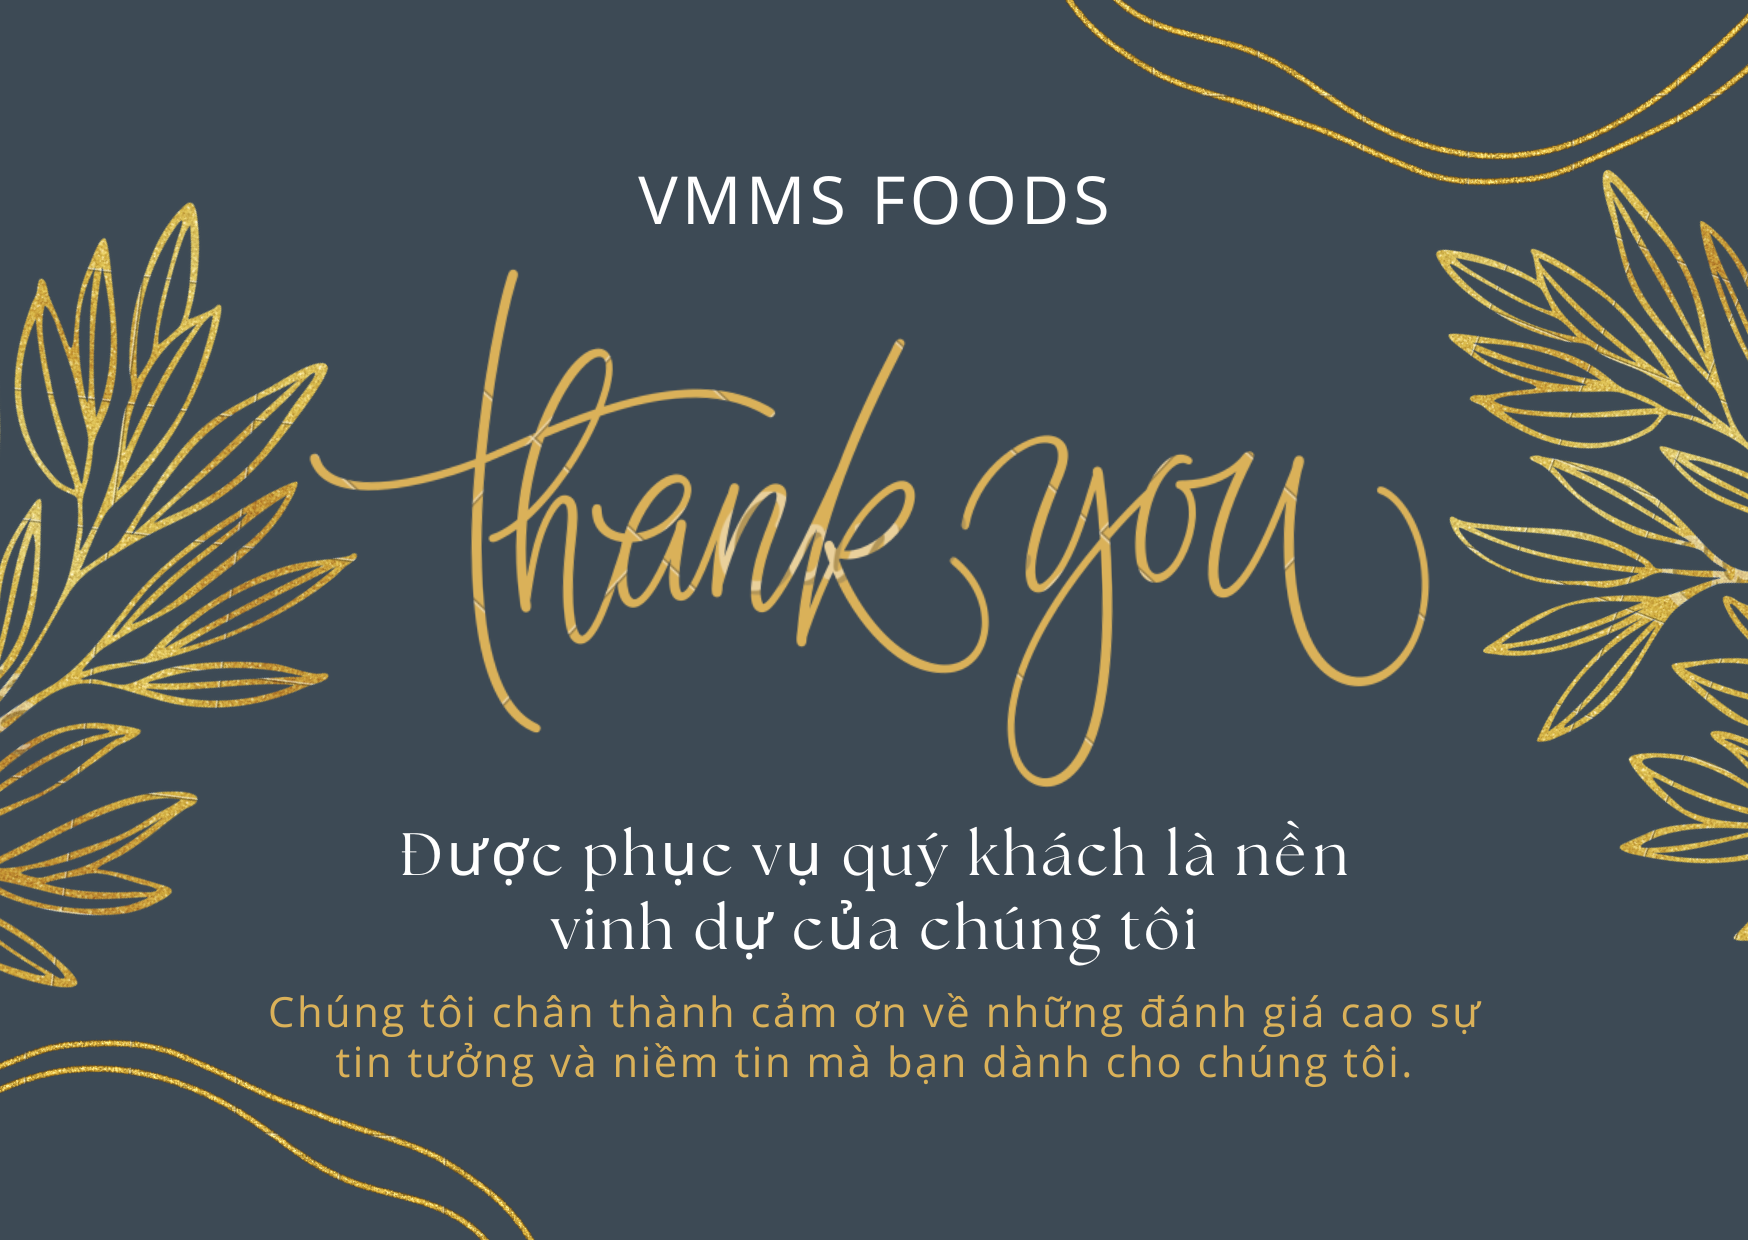 VMMS FOODS
thank you
Được phục vụ quý khách là nền
vinh dự của chúng tôi
Chúng tôi chân thành cảm ơn về những đánh giá cao sự
tin tưởng và niềm tin mà bạn dành cho chúng tôi.